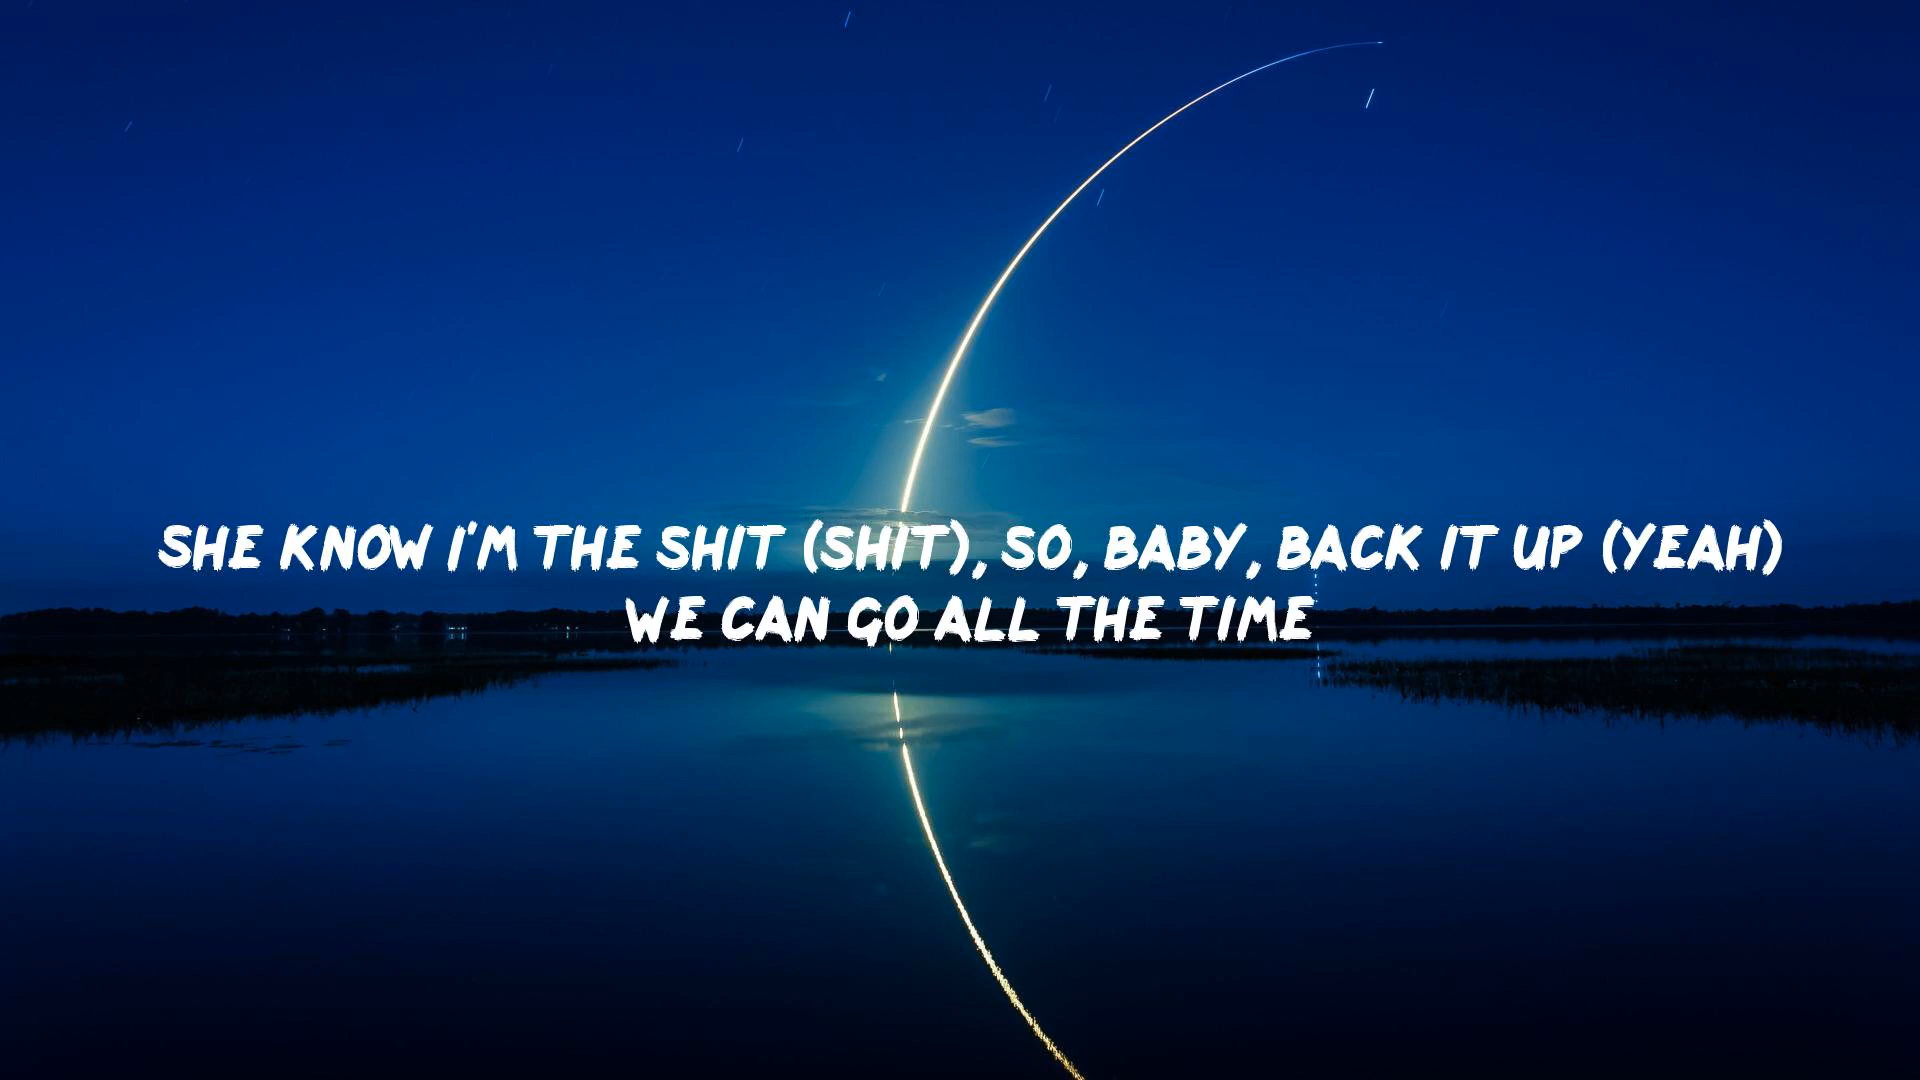 SHE KNOW I'M THE SHIT (SHIT), SO, BABY, BACK IT UP (YEAH)
WE CAN GO ALL THE TIME